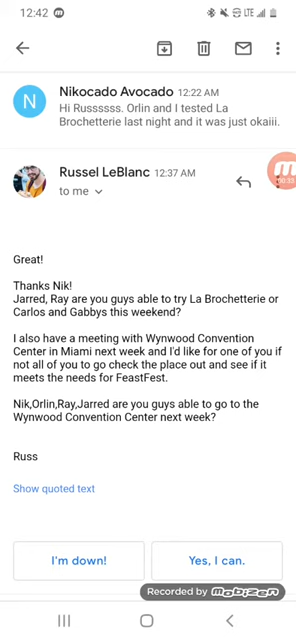 12:42
LTE
N
Nikocado Avocado 12:22 AM
Hi Russssss. Orlin and I tested La
Brochetterie last night and it was just okaiii.
Russel LeBlanc 12:37 AM
to me
00:33
Great!
Thanks Nik!
Jarred, Ray are you guys able to try La Brochetterie or
Carlos and Gabbys this weekend?
I also have a meeting with Wynwood Convention
Center in Miami next week and I'd like for one of you if
not all of you to go check the place out and see if it
meets the needs for FeastFest.
Nik,Orlin,Ray,Jarred are you guys able to go to the
Wynwood Convention Center next week?
Russ
Show quoted text
I'm down!
Yes, I can.
Recorded by mobizen